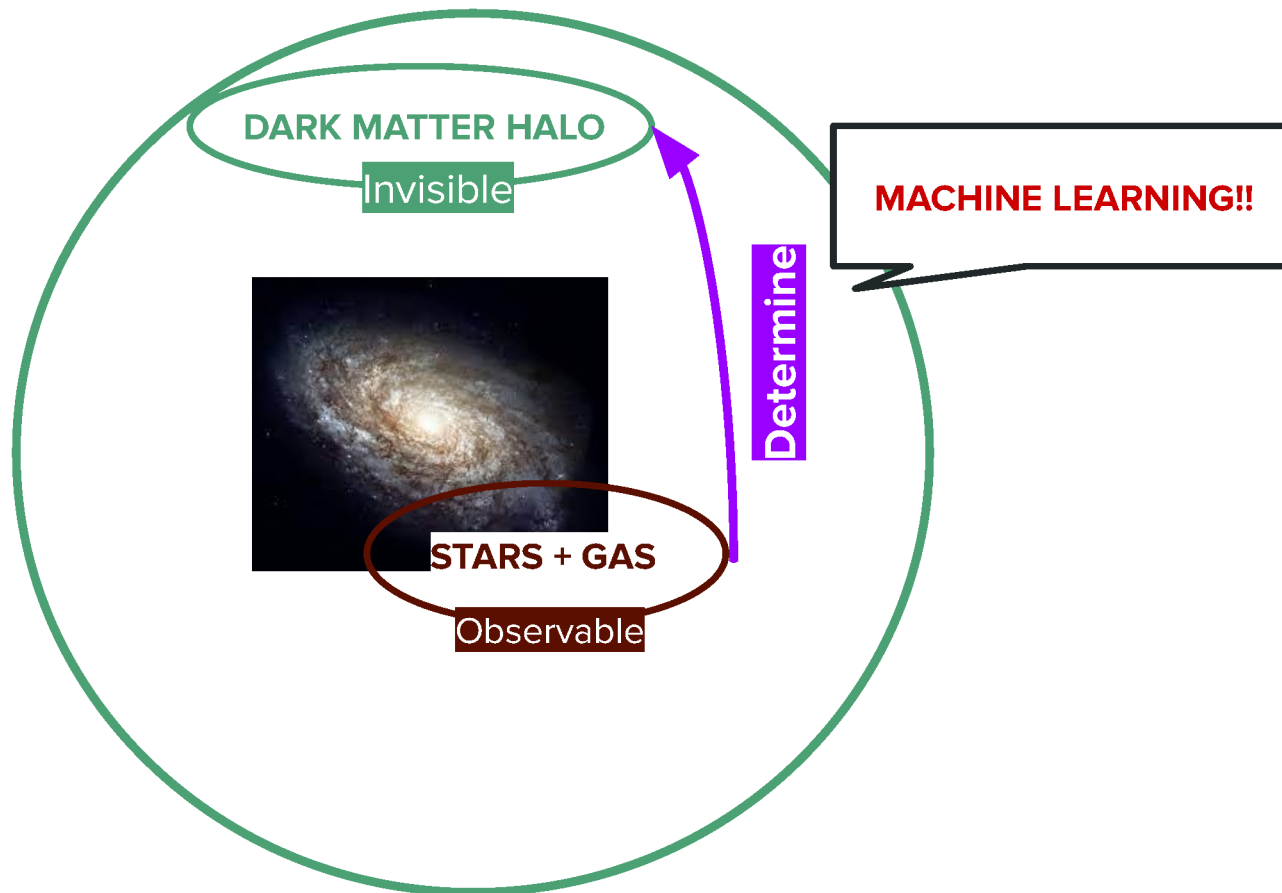 DARK MATTER HALO
Invisible
MACHINE LEARNING!!
Determine
STARS + GAS
Observable